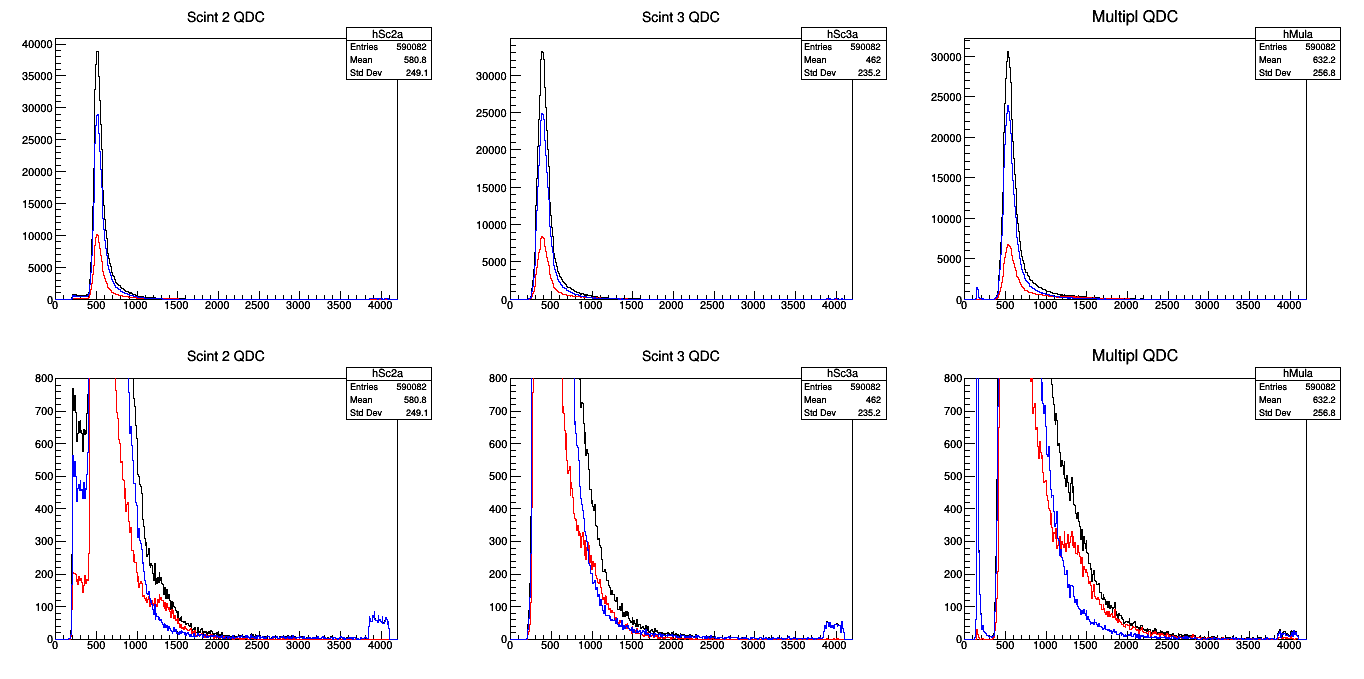 Scint 2 QDC
hSc2a
Entries 590082
Mean 580.8
Std Dev 249.1
40000
35000
30000
25000
20000
15000
10000
5000
0
0 500 1000 1500 2000 2500 3000 3500 4000
Scint 3 QDC
hSc3a
Entries 590082
Mean 462
Std Dev 235.2
30000
25000
20000
15000
10000
5000
0
0 500 1000 1500 2000 2500 3000 3500 4000
Multipl QDC
hMula
Entries 590082
Mean 632.2
Std Dev 256.8
30000
25000
20000
15000
10000
5000
0
0 500 1000 1500 2000 2500 3000 3500 4000
Scint 2 QDC
hSc2a
Entries 590082
Mean 580.8
Std Dev 249.1
800
700
600
500
400
300
200
100
0
0 500 1000 1500 2000 2500 3000 3500 4000
Scint 3 QDC
hSc3a
Entries 590082
Mean 462
Std Dev 235.2
800
700
600
500
400
300
200
100
0
0 500 1000 1500 2000 2500 3000 3500 4000
Multipl QDC
hMula
Entries 590082
Mean 632.2
Std Dev 256.8
800
700
600
500
400
300
200
100
0
0 500 1000 1500 2000 2500 3000 3500 4000